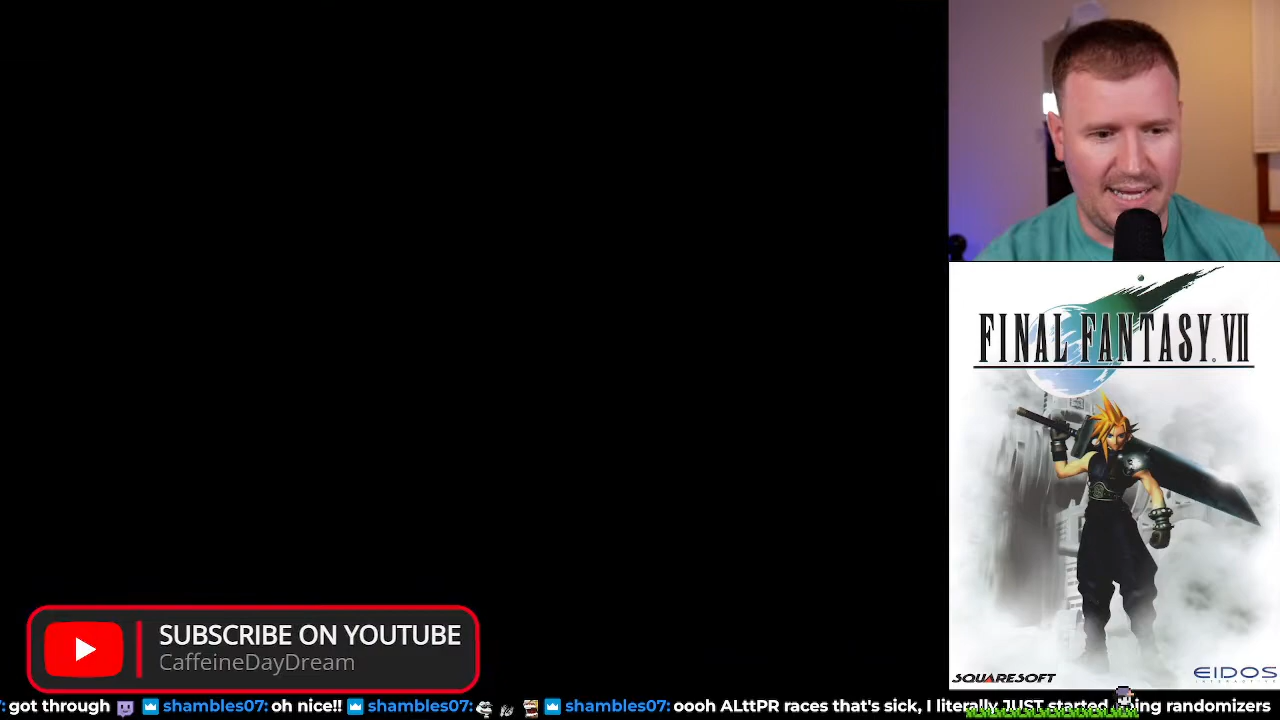 FINAL FANTASY. VII
SUBSCRIBE ON YOUTUBE
CaffeineDayDream
SQUARESOFT
EIDOS
INTERACTIVE
: got through shambles07: oh nice!! shambles07: shambles07: oooh ALttPR races that's sick, I literally JUST started ing randomizers